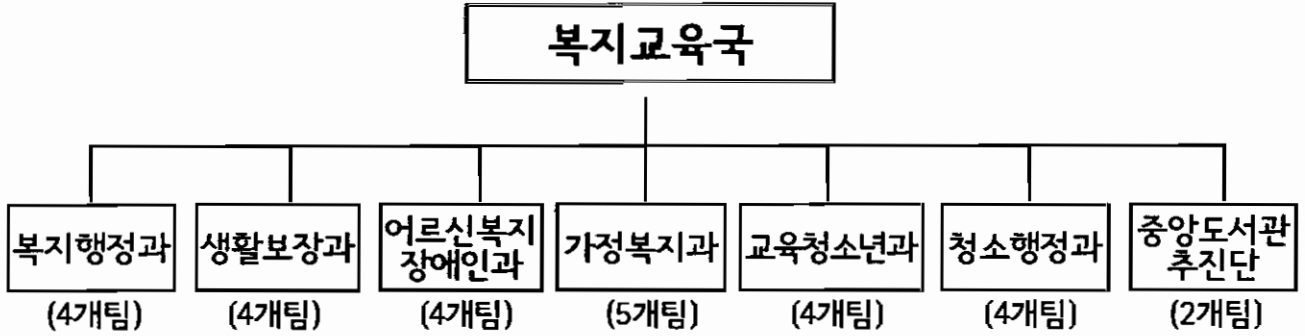 복지교육국
복지행정과
(4개팀)
생활보장과
(4개팀)
어르신복지
장애인과
(4개팀)
가정복지과
(5개팀)
교육청소년과
(4개팀)
청소행정과
(4개팀)
중앙도서관
추진단
(2개팀)